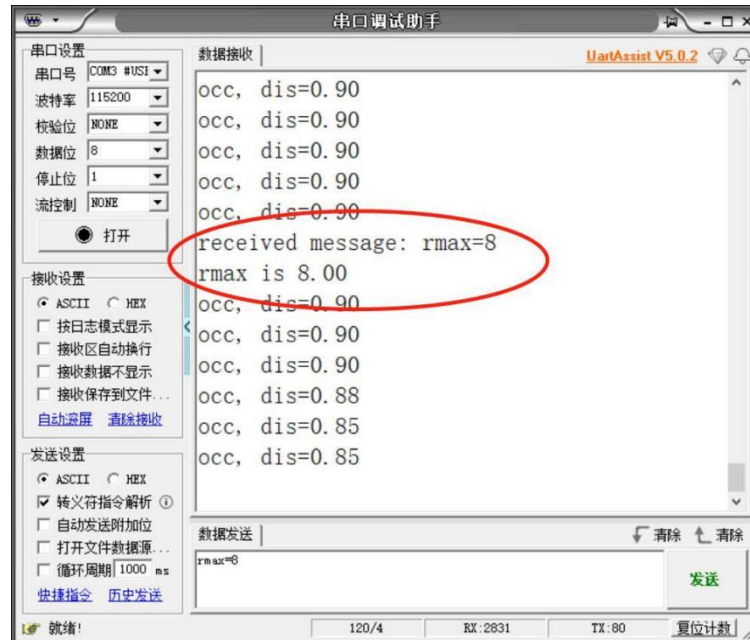 串口调试助手
串口设置
串口号 COM3 #USI
波特率 115200
校验位 NONE
数据位 8
停止位 1
流控制 NONE
打开
接收设置
ASCII HEX
按日志模式显示
接收区自动换行
接收数据不显示
接收保存到文件...
自动滚屏 清除接收
发送设置
ASCII HEX
转义符指令解析
自动发送附加位
打开文件数据源...
循环周期 1000 ms
快捷指令 历史发送
数据接收 UartAssist V5.0.2
occ, dis=0.90
occ, dis=0.90
occ, dis=0.90
occ, dis=0.90
occ, dis=0.90
received message: rmax=8
rmax is 8.00
occ, dis=0.90
occ, dis=0.90
occ, dis=0.90
occ, dis=0.88
occ, dis=0.85
occ, dis=0.85
数据发送 清除 清除
rmax=8
发送
就绪! 120/4 RX:2831 TX:80 复位计数